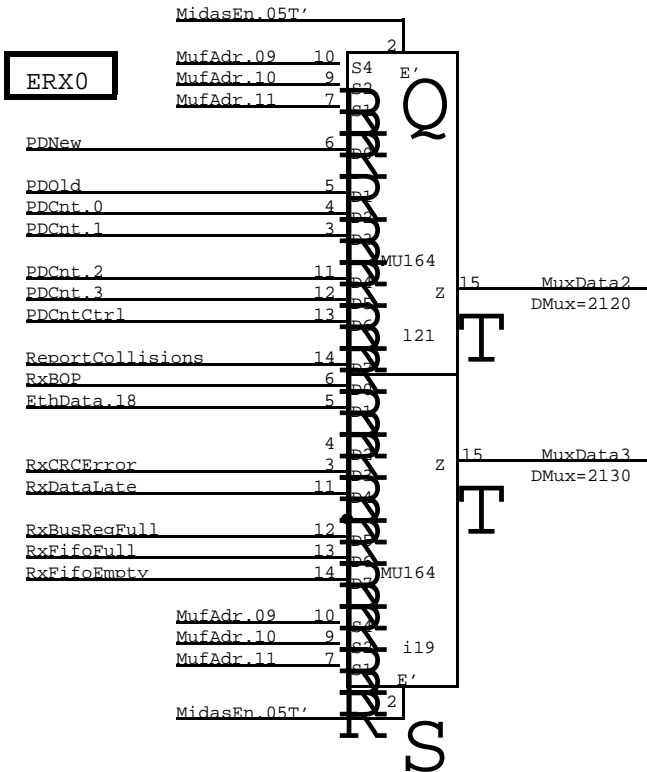 MidasEn.05T’
2
MufAdr.09 10 S4 E’ Q
ERX0
MufAdr.10 9 S2
MufAdr.11 7 S1
PDNew 6 D0
PDOld 5 D1
PDCnt.0 4 D2
PDCnt.1 3 D3
MU164
PDCnt.2 11 D4
PDCnt.3 12 D5 Z 15 MuxData2
DMux=2120
PDCntCtrl 13 D6
l21 T
ReportCollisions 14 D7
RxBOP 6 D0
EthData.18 5 D1
4 D2
RxCRCError 3 D3 Z 15 MuxData3
DMux=2130
RxDataLate 11 D4
T
RxBusRegFull 12 D5
RxFifoFull 13 D6
RxFifoEmpty 14 D7 MU164
MufAdr.09 10 S4
MufAdr.10 9 S2 i19
MufAdr.11 7 S1
E’
2
MidasEn.05T’
S